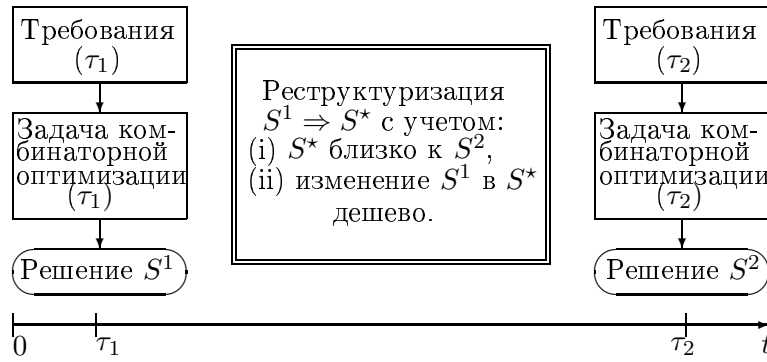 Требования
(τ₁)
Задача ком-
бинаторной
оптимизации
(τ₁)
Решение S¹
Реструктуризация
S¹ ⇒ S⋆ с учетом:
(i) S⋆ близко к S²,
(ii) изменение S¹ в S⋆
дешево.
Требования
(τ₂)
Задача ком-
бинаторной
оптимизации
(τ₂)
Решение S²
0 τ₁ τ₂ t